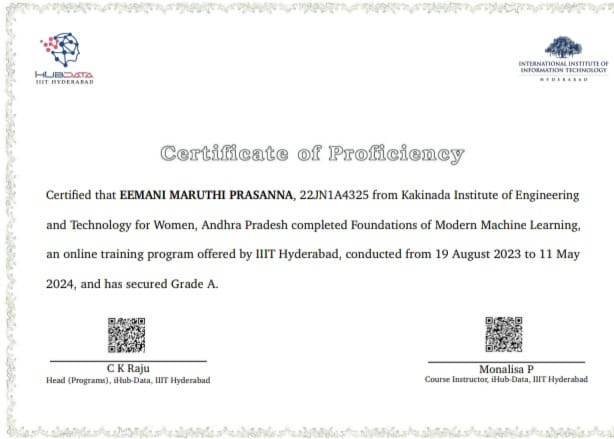 iHUBDATA
IIIT HYDERABAD
INTERNATIONAL INSTITUTE OF
INFORMATION TECHNOLOGY
HYDERABAD
Certificate of Proficiency
Certified that EEMANI MARUTHI PRASANNA, 22JN1A4325 from Kakinada Institute of Engineering
and Technology for Women, Andhra Pradesh completed Foundations of Modern Machine Learning,
an online training program offered by IIIT Hyderabad, conducted from 19 August 2023 to 11 May
2024, and has secured Grade A.
C K Raju
Head (Programs), iHub-Data, IIIT Hyderabad
Monalisa P
Course Instructor, iHub-Data, IIIT Hyderabad